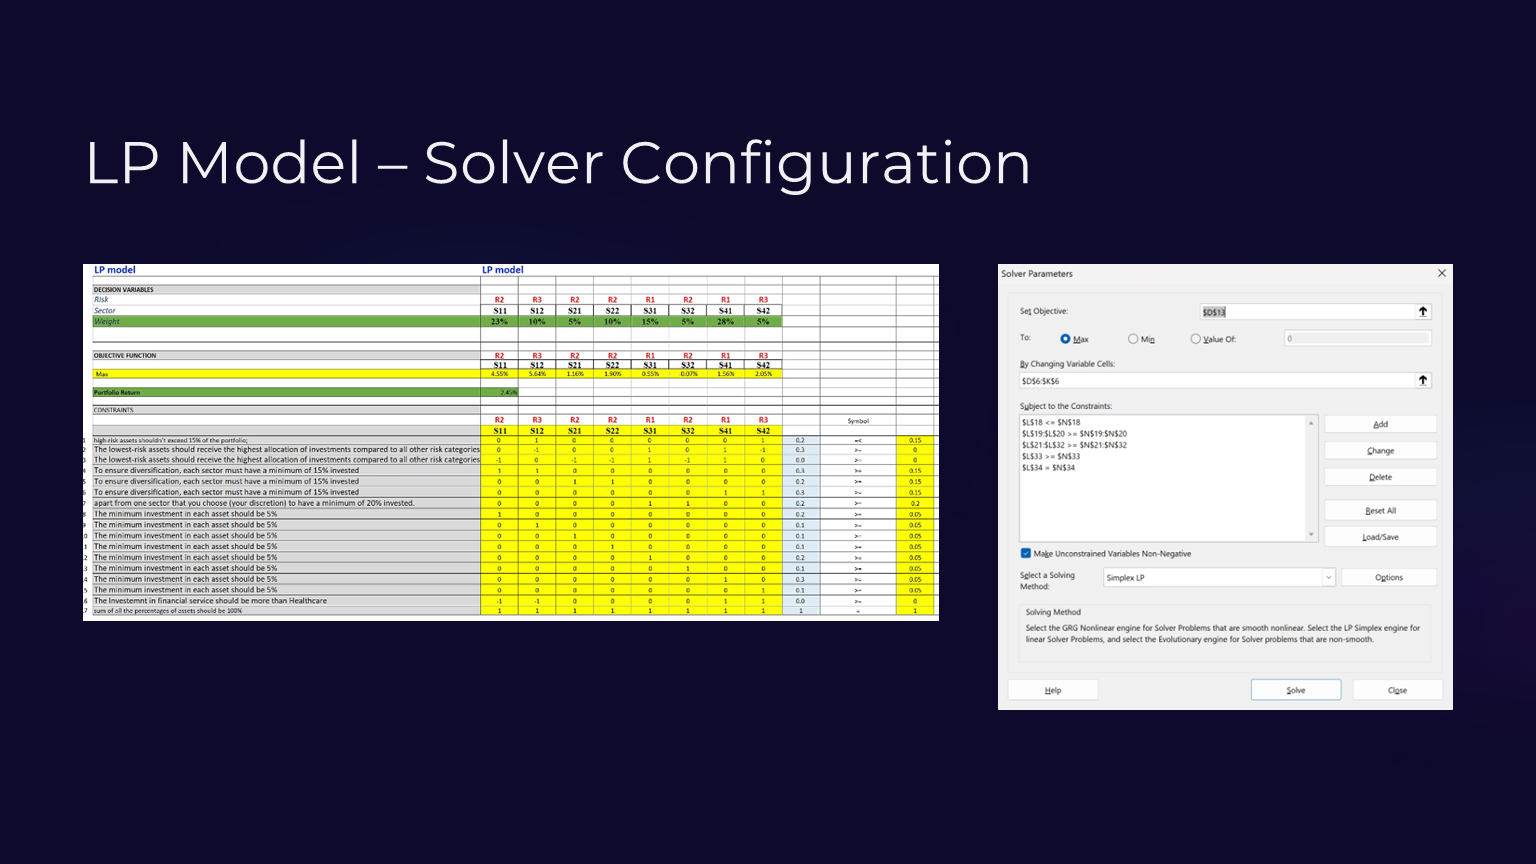 LP Model – Solver Configuration
LP model LP model
DECISION VARIABLES
Risk R2 R3 R2 R2 R1 R2 R1 R3
Sector S11 S12 S21 S22 S31 S32 S41 S42
Weight 23% 10% 5% 10% 15% 5% 28% 5%
OBJECTIVE FUNCTION R2 R3 R2 R2 R1 R2 R1 R3
S11 S12 S21 S22 S31 S32 S41 S42
Max 4.55% 5.64% 1.16% 1.90% 0.55% 0.07% 1.56% 2.05%
Portfolio Return 2.45%
CONSTRAINTS
R2 R3 R2 R2 R1 R2 R1 R3 Symbol
S11 S12 S21 S22 S31 S32 S41 S42
1 high-risk assets shouldn't exceed 15% of the portfolio; 0 1 0 0 0 0 0 1 0.2 =< 0.15
2 The lowest-risk assets should receive the highest allocation of investments compared to all other risk categories 0 -1 0 0 1 0 1 -1 0.3 >= 0
3 The lowest-risk assets should receive the highest allocation of investments compared to all other risk categories -1 0 -1 -1 1 -1 1 0 0.0 >= 0
4 To ensure diversification, each sector must have a minimum of 15% invested 1 1 0 0 0 0 0 0 0.3 >= 0.15
5 To ensure diversification, each sector must have a minimum of 15% invested 0 0 1 1 0 0 0 0 0.2 >= 0.15
6 To ensure diversification, each sector must have a minimum of 15% invested 0 0 0 0 0 0 1 1 0.3 >= 0.15
7 apart from one sector that you choose (your discretion) to have a minimum of 20% invested. 0 0 0 0 1 1 0 0 0.2 >= 0.2
8 The minimum investment in each asset should be 5% 1 0 0 0 0 0 0 0 0.2 >= 0.05
9 The minimum investment in each asset should be 5% 0 1 0 0 0 0 0 0 0.1 >= 0.05
.0 The minimum investment in each asset should be 5% 0 0 1 0 0 0 0 0 0.1 >= 0.05
.1 The minimum investment in each asset should be 5% 0 0 0 1 0 0 0 0 0.1 >= 0.05
.2 The minimum investment in each asset should be 5% 0 0 0 0 1 0 0 0 0.2 >= 0.05
.3 The minimum investment in each asset should be 5% 0 0 0 0 0 1 0 0 0.1 >= 0.05
.4 The minimum investment in each asset should be 5% 0 0 0 0 0 0 1 0 0.3 >= 0.05
.5 The minimum investment in each asset should be 5% 0 0 0 0 0 0 0 1 0.1 >= 0.05
.6 The Investemnt in financial service should be more than Healthcare -1 -1 0 0 0 0 1 1 0.0 >= 0
.7 sum of all the percentages of assets should be 100% 1 1 1 1 1 1 1 1 1 = 1
Solver Parameters
Set Objective: $D$13
To: Max Min Value Of: 0
By Changing Variable Cells:
$D$6:$K$6
Subject to the Constraints:
$L$18 <= $N$18
$L$19:$L$20 >= $N$19:$N$20
$L$21:$L$32 >= $N$21:$N$32
$L$33 >= $N$33
$L$34 = $N$34
Add
Change
Delete
Reset All
Load/Save
Make Unconstrained Variables Non-Negative
Select a Solving Method: Simplex LP Options
Solving Method
Select the GRG Nonlinear engine for Solver Problems that are smooth nonlinear. Select the LP Simplex engine for
linear Solver Problems, and select the Evolutionary engine for Solver problems that are non-smooth.
Help Solve Close